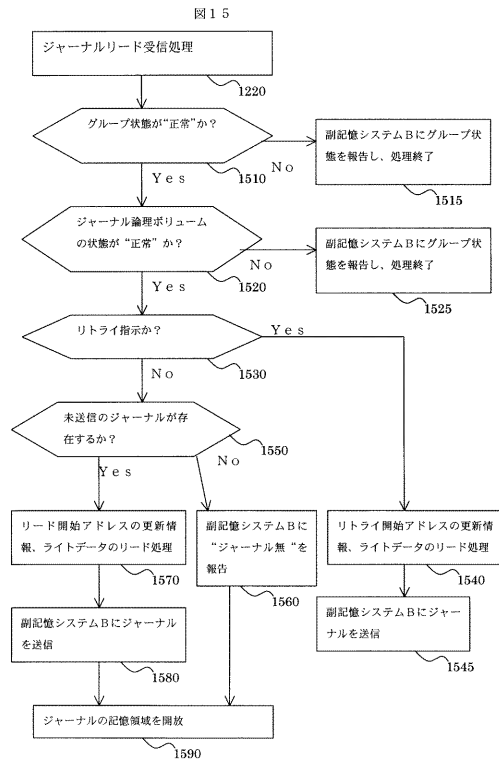 図15
ジャーナルリード受信処理
1220
グループ状態が“正常”か？
1510
Yes
No
副記憶システムBにグループ状
態を報告し、処理終了
1515
ジャーナル論理ボリューム
の状態が“正常”か？
1520
Yes
No
副記憶システムBにグループ状
態を報告し、処理終了
1525
リトライ指示か？
Yes
1530
No
未送信のジャーナルが存
在するか？
1550
Yes
No
リード開始アドレスの更新情
報、ライトデータのリード処理
1570
副記憶システムBに
“ジャーナル無“を
報告
1560
リトライ開始アドレスの更新情
報、ライトデータのリード処理
1540
副記憶システムBにジャーナル
を送信
1580
副記憶システムBにジャー
ナルを送信
1545
ジャーナルの記憶領域を開放
1590